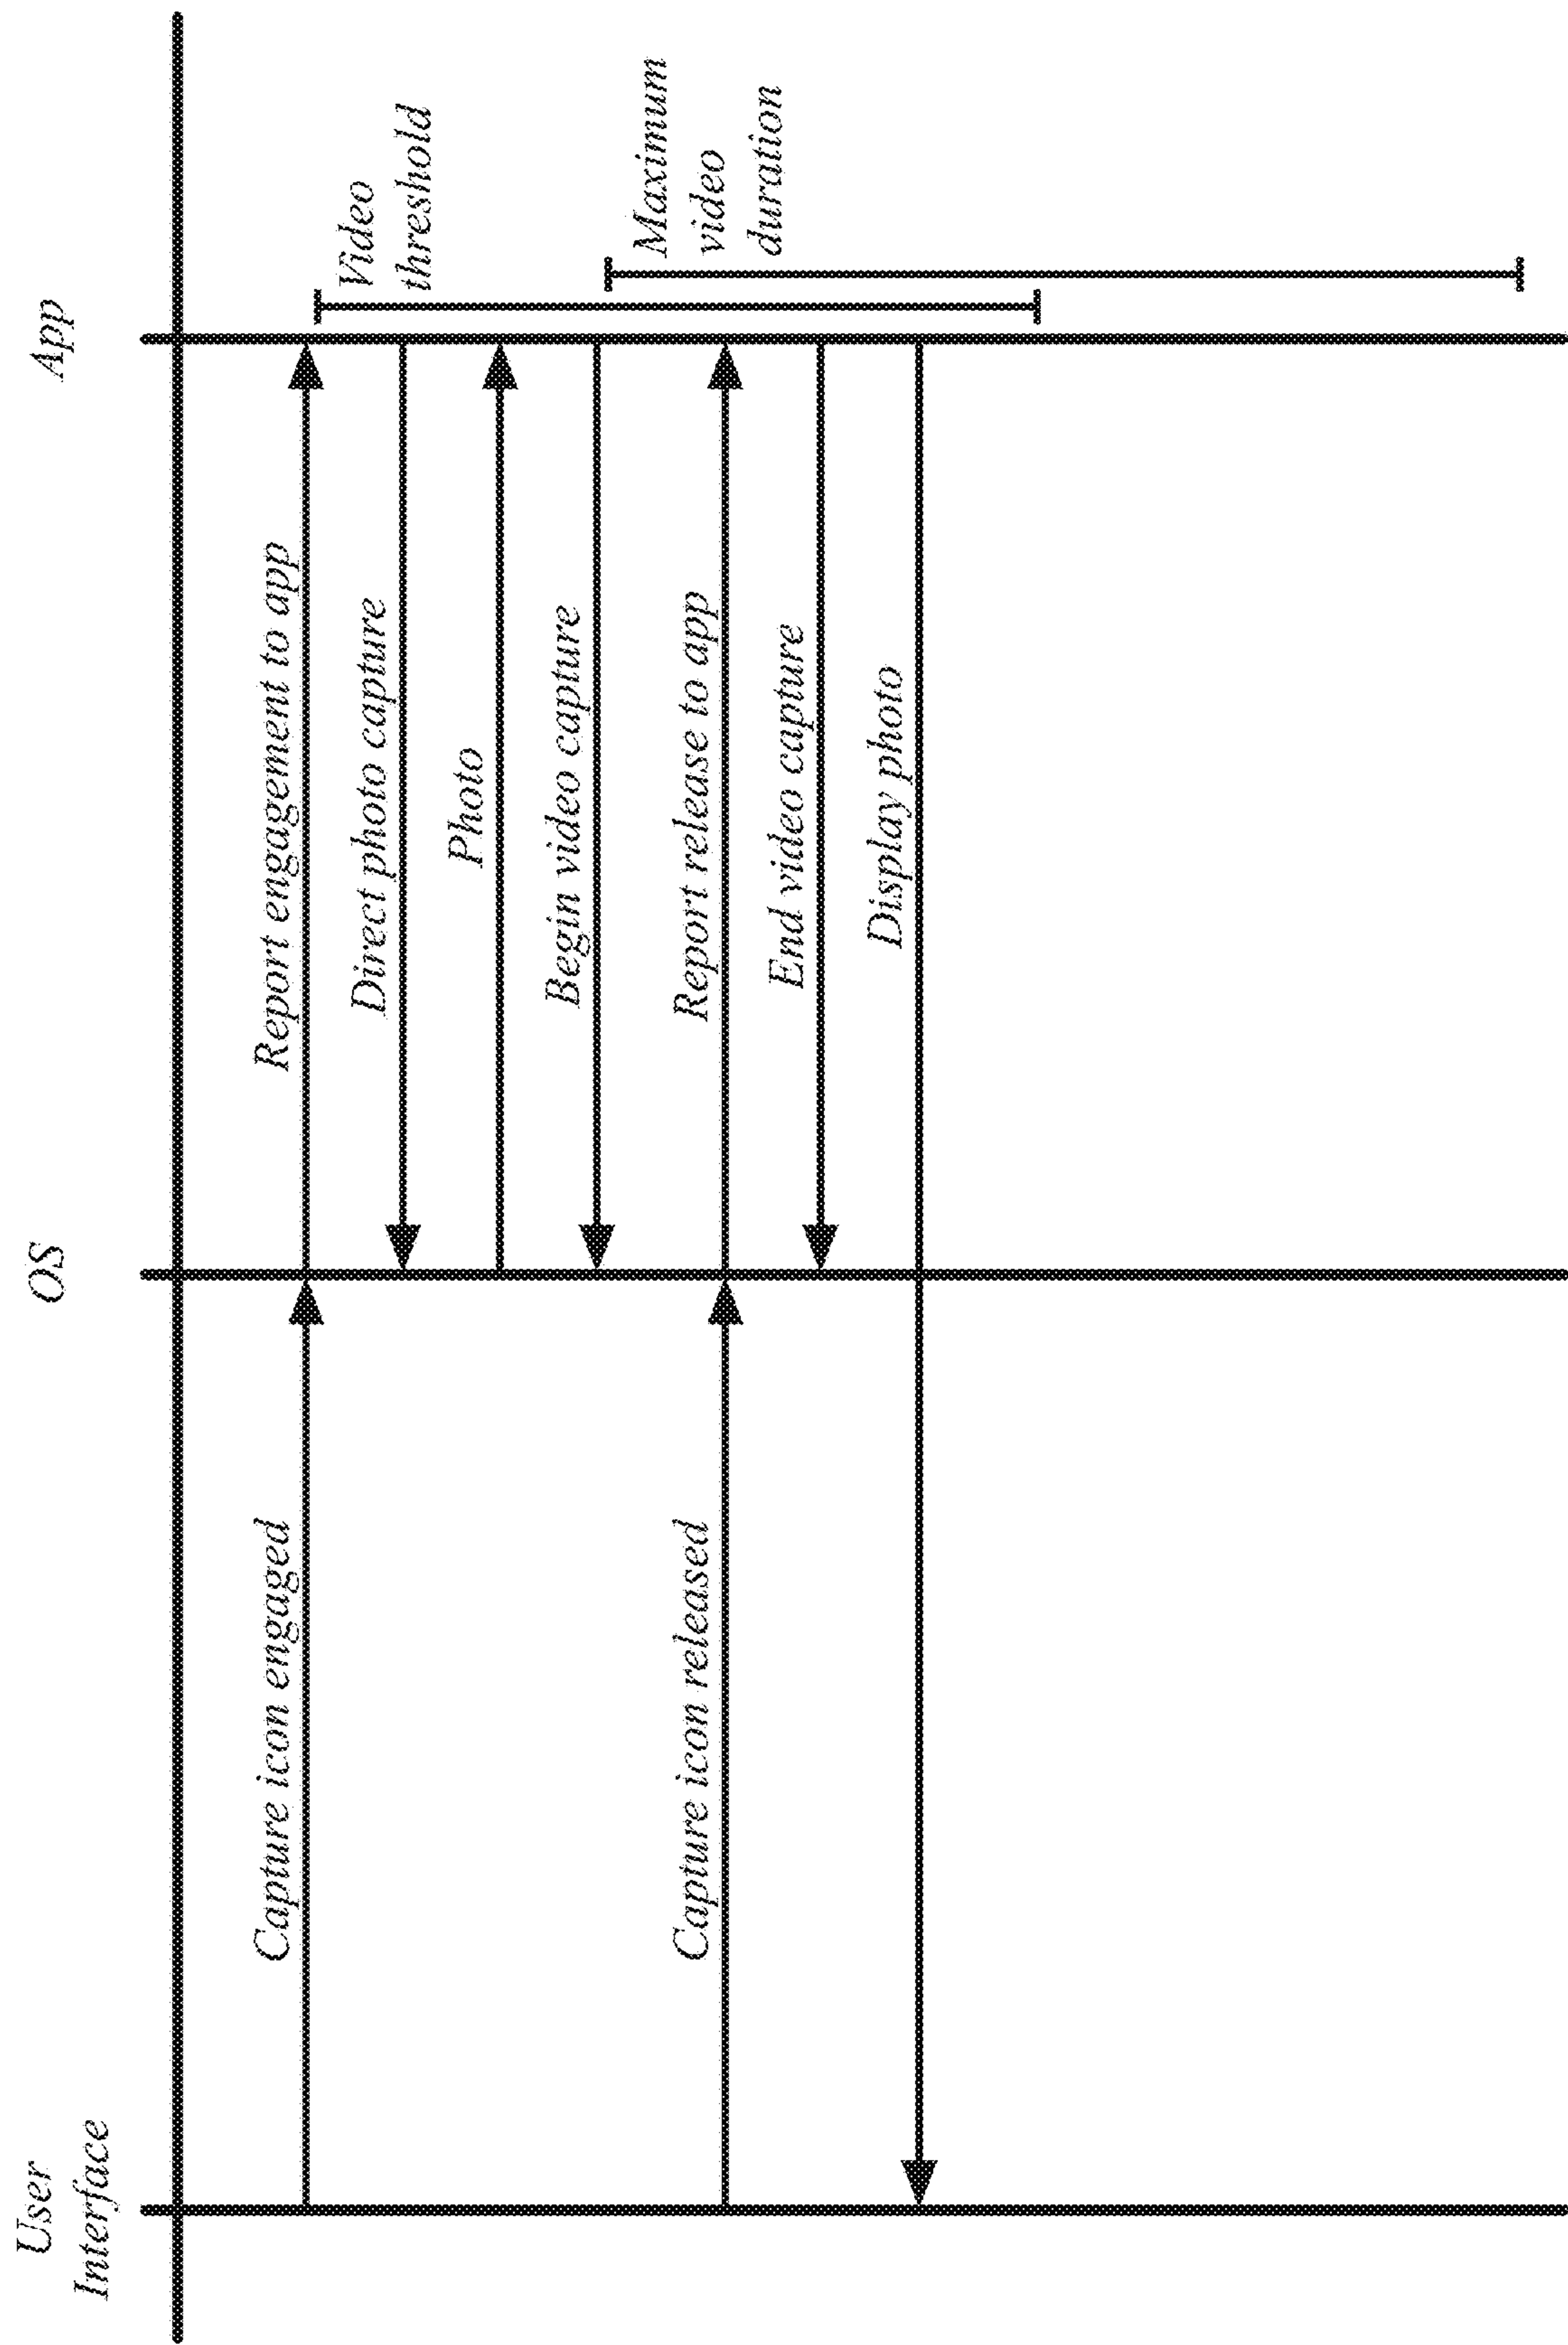 User
Interface
OS
App
Capture icon engaged
Report engagement to app
Video
threshold
Direct photo capture
Photo
Begin video capture
Maximum
video
duration
Capture icon released
Report release to app
End video capture
Display photo